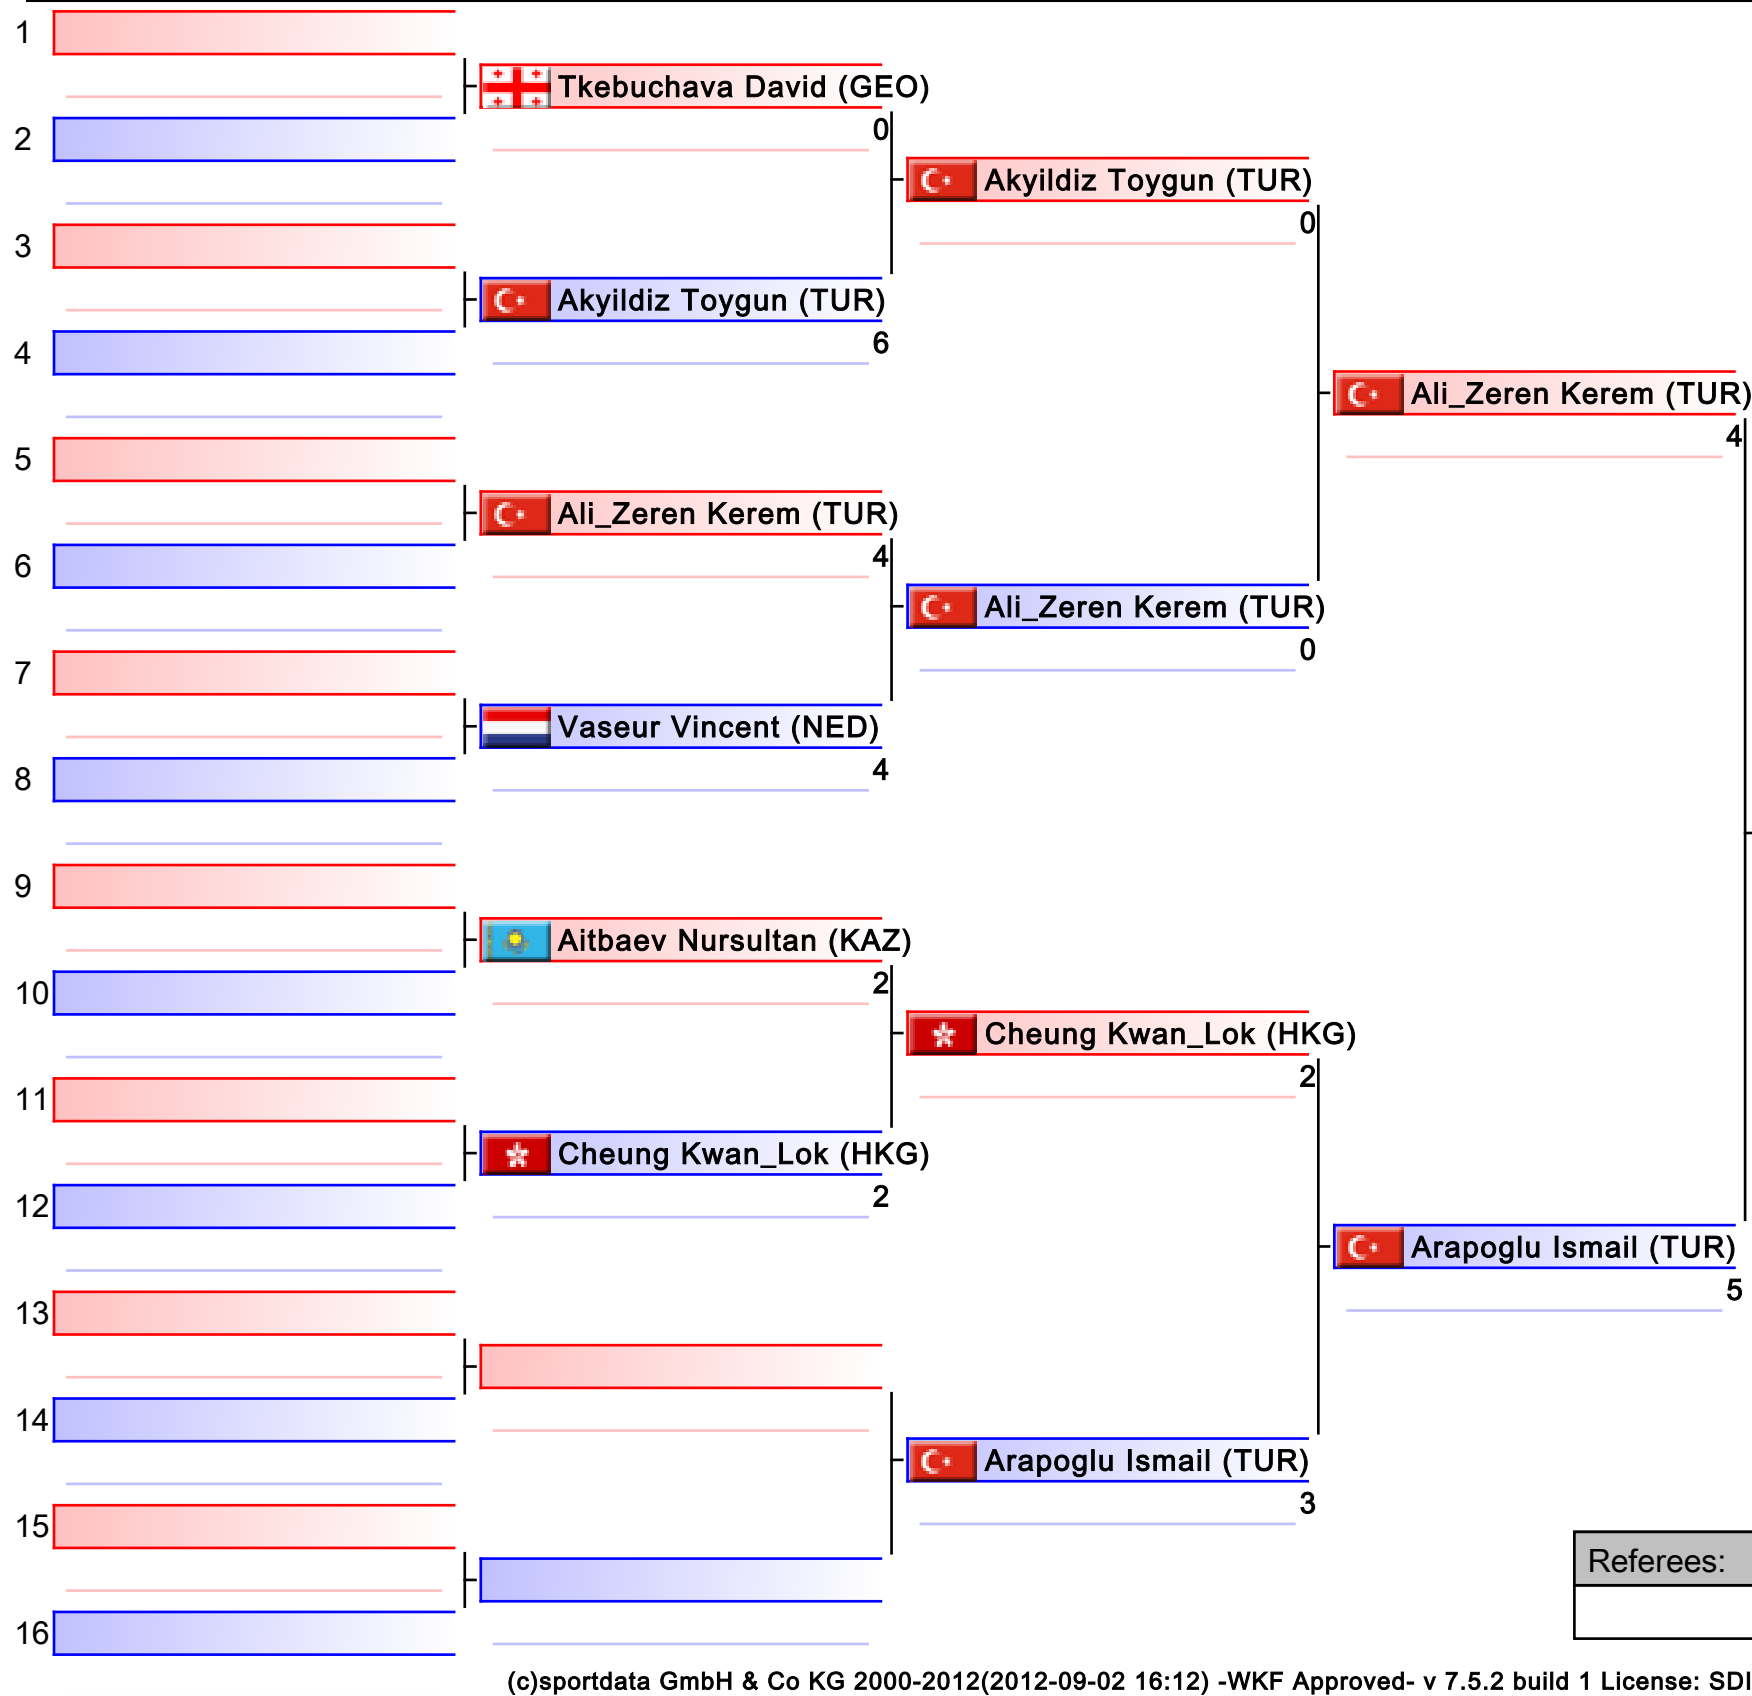 1
Tkebuchava David (GEO)
0
2
Akyildiz Toygun (TUR)
0
3
Akyildiz Toygun (TUR)
6
4
Ali_Zeren Kerem (TUR)
4
5
Ali_Zeren Kerem (TUR)
4
6
Ali_Zeren Kerem (TUR)
0
7
Vaseur Vincent (NED)
4
8
9
Aitbaev Nursultan (KAZ)
2
10
Cheung Kwan_Lok (HKG)
2
11
Cheung Kwan_Lok (HKG)
2
12
Arapoglu Ismail (TUR)
5
13
14
Arapoglu Ismail (TUR)
3
15
Referees:
16
(c)sportdata GmbH & Co KG 2000-2012(2012-09-02 16:12) -WKF Approved- v 7.5.2 build 1 License: SDI